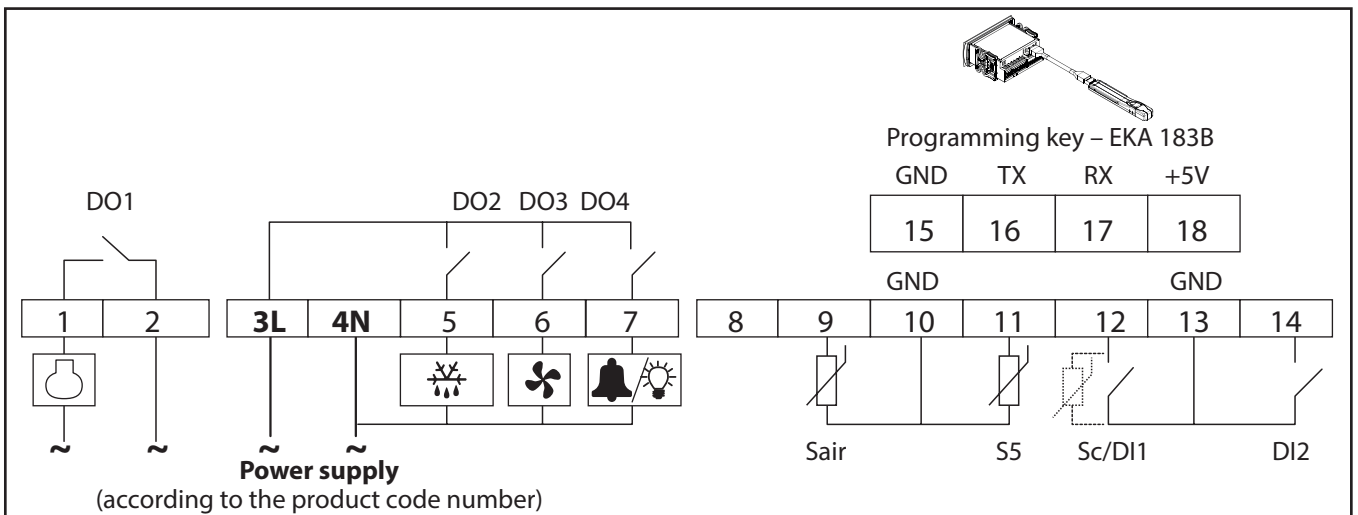 Programming key – EKA 183B
GND TX RX +5V
15 16 17 18
DO1 DO2 DO3 DO4
GND GND
1 2 3L 4N 5 6 7 8 9 10 11 12 13 14
~ ~ ~ ~
Sair S5 Sc/DI1 DI2
Power supply
(according to the product code number)